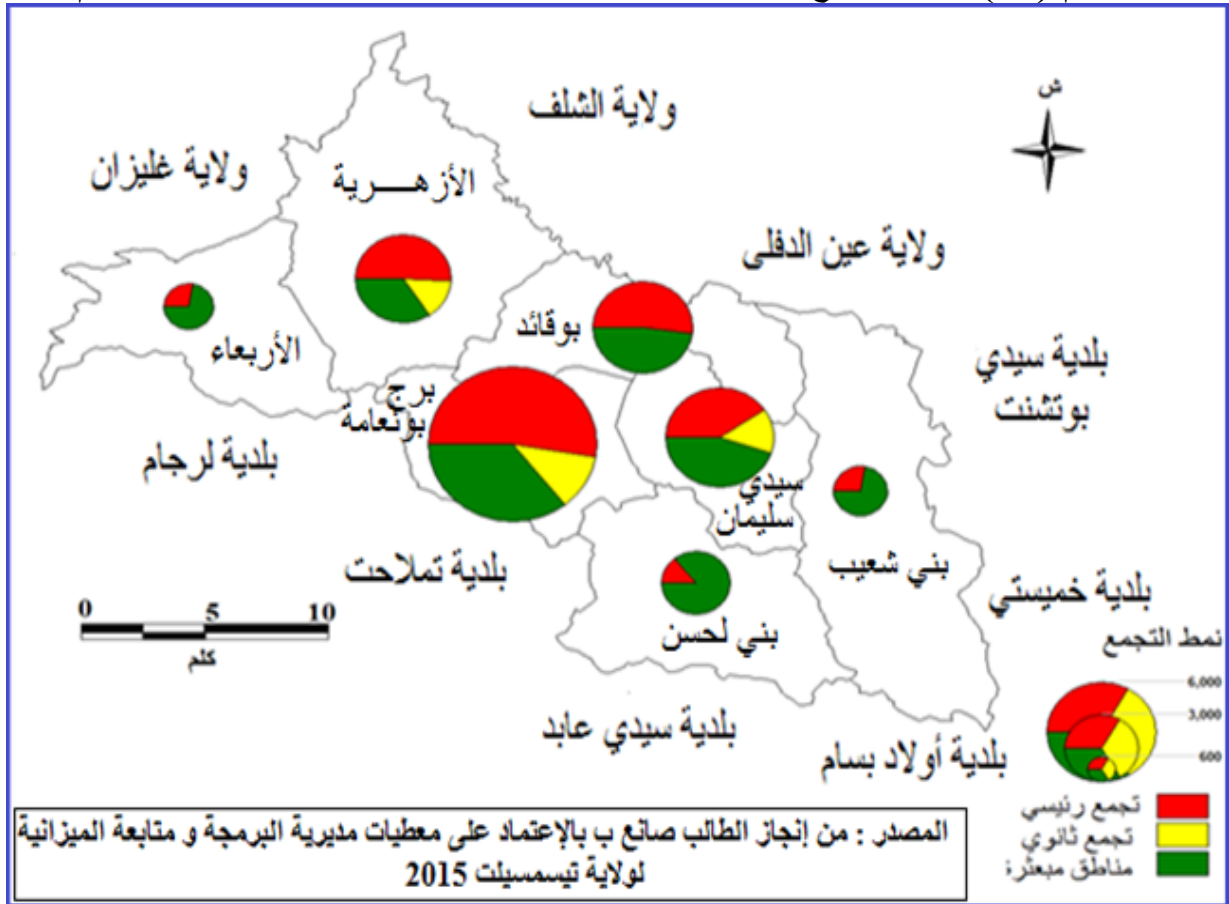 ش
ولاية الشلف
ولاية غليزان
الأزهـــرية
ولاية عين الدفلى
بوقائد
الأربعاء
بلدية سيدي
بوتشنت
برج
بونعامة
بلدية لرجام
سيدي
سليمان
بني شعيب
بلدية تملاحت
بلدية خميستي
بني لحسن
0 5 10
كلم
نمط التجمع
6,000
3,000
600
بلدية سيدي عابد
بلدية أولاد بسام
تجمع رئيسي
تجمع ثانوي
مناطق مبعثرة
المصدر : من إنجاز الطالب صانع ب بالإعتماد على معطيات مديرية البرمجة و متابعة الميزانية
لولاية تيسمسيلت 2015